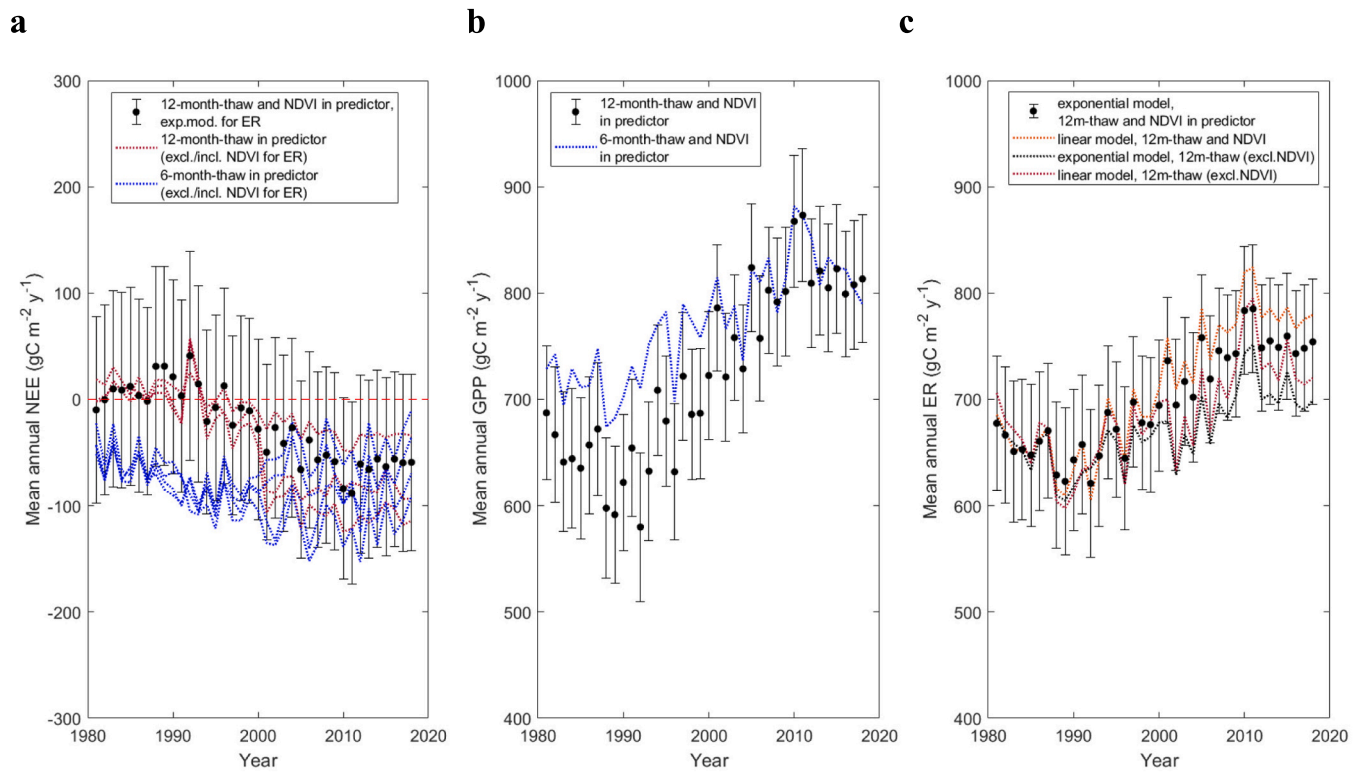 a
b
c
300
200
100
0
-100
-200
-300
1980
1990
2000
2010
2020
Mean annual NEE (gC m-2 y-1)
Year
12-month-thaw and NDVI in predictor,
exp.mod. for ER
12-month-thaw in predictor
(excl./incl. NDVI for ER)
6-month-thaw in predictor
(excl./incl. NDVI for ER)
1000
900
800
700
600
500
400
1980
1990
2000
2010
2020
Mean annual GPP (gC m-2 y-1)
Year
12-month-thaw and NDVI
in predictor
6-month-thaw and NDVI
in predictor
1000
900
800
700
600
500
400
1980
1990
2000
2010
2020
Mean annual ER (gC m-2 y-1)
Year
exponential model,
12m-thaw and NDVI in predictor
linear model, 12m-thaw and NDVI
exponential model, 12m-thaw (excl.NDVI)
linear model, 12m-thaw (excl.NDVI)